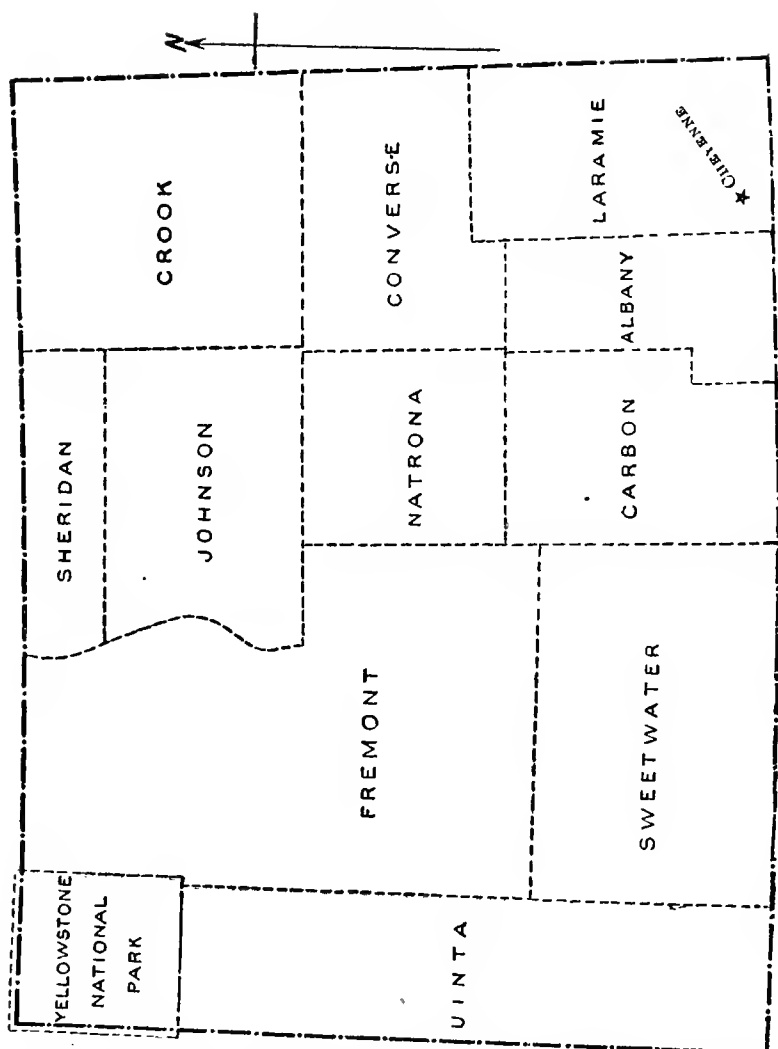 N
YELLOWSTONE
NATIONAL
PARK
SHERIDAN
CROOK
JOHNSON
FREMONT
NATRONA
CONVERSE
UINTA
SWEETWATER
CARBON
ALBANY
LARAMIE
CHEYENNE